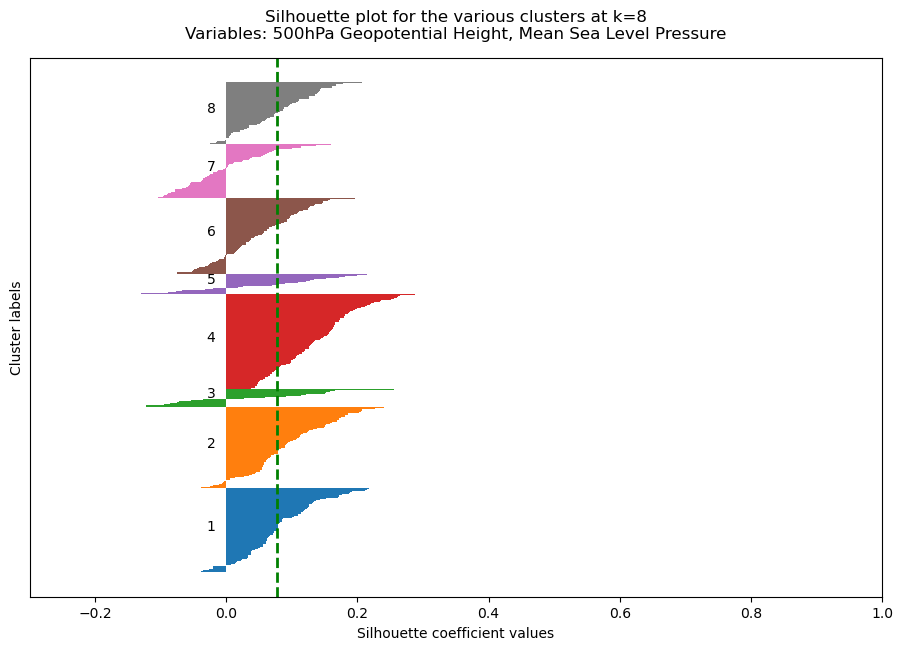 Silhouette plot for the various clusters at k=8
Variables: 500hPa Geopotential Height, Mean Sea Level Pressure
Cluster labels
8
7
6
5
4
3
2
1
−0.2 0.0 0.2 0.4 0.6 0.8 1.0
Silhouette coefficient values